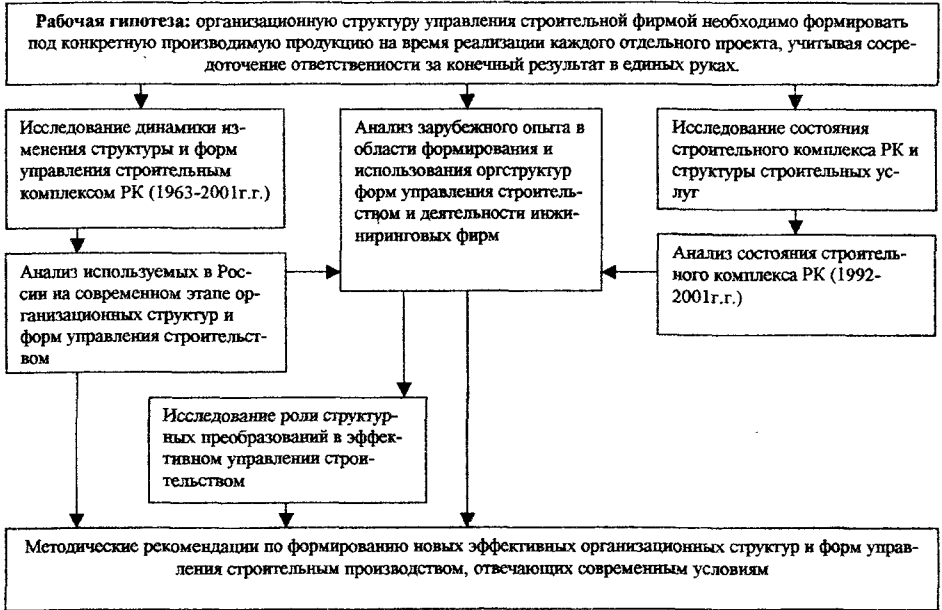 Рабочая гипотеза: организационную структуру управления строительной фирмой необходимо формировать
под конкретную производимую продукцию на время реализации каждого отдельного проекта, учитывая сосре-
доточение ответственности за конечный результат в единых руках.
Исследование динамики из-
менения структуры и форм
управления строительным
комплексом РК (1963-2001г.г.)
Анализ зарубежного опыта в
области формирования и
использования оргструктур
форм управления строитель-
ством и деятельности инжи-
ниринговых фирм
Исследование состояния
строительного комплекса РК и
структуры строительных ус-
луг
Анализ используемых в Рос-
сии на современном этапе ор-
ганизационных структур и
форм управления строительст-
вом
Анализ состояния строитель-
ного комплекса РК (1992-
2001г.г.)
Исследование роли структур-
ных преобразований в эффек-
тивном управлении строи-
тельством
Методические рекомендации по формированию новых эффективных организационных структур и форм управ-
ления строительным производством, отвечающих современным условиям